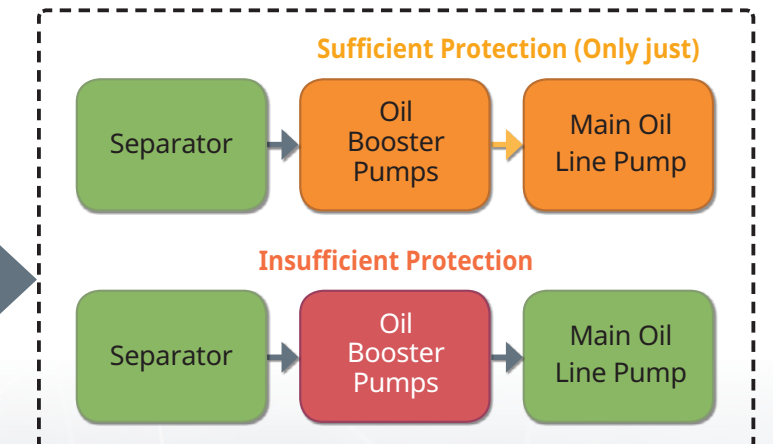 Sufficient Protection (Only just)
Separator
Oil
Booster
Pumps
Main Oil
Line Pump
Insufficient Protection
Separator
Oil
Booster
Pumps
Main Oil
Line Pump